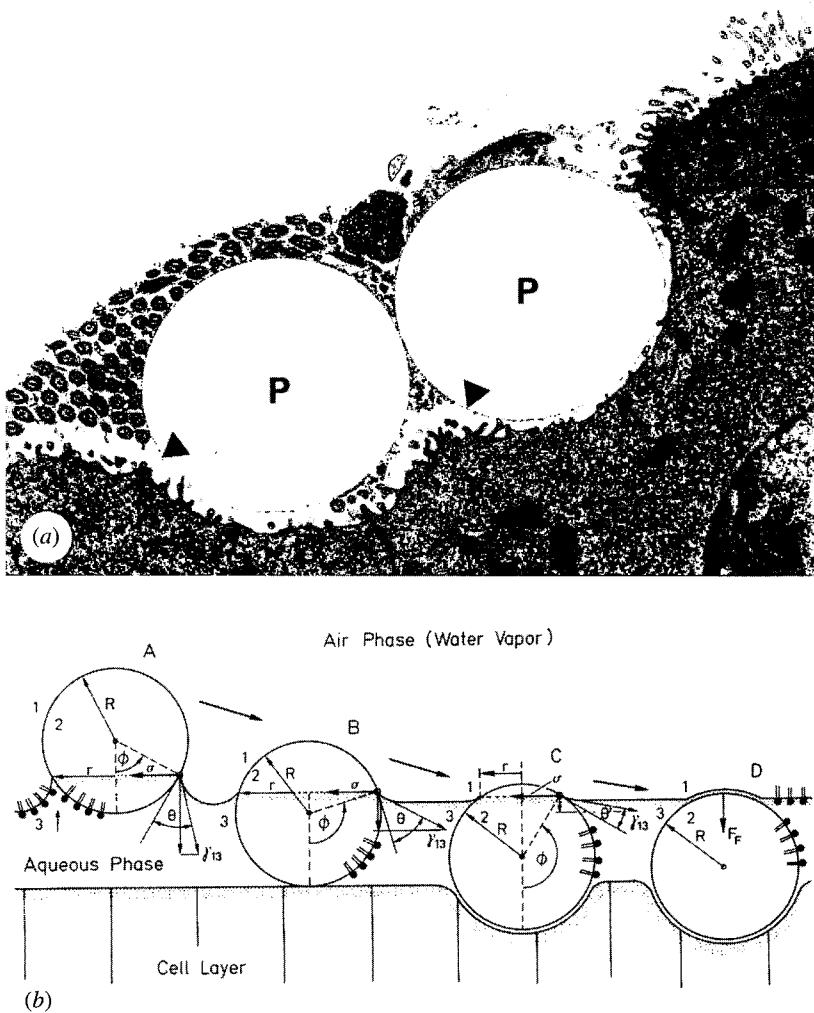 P
P
(a)
Air Phase (Water Vapor)
A
B
C
D
1
2
3
R
ϕ
r
σ
θ
γ13
1
2
3
R
ϕ
r
σ
θ
γ13
1
2
3
R
ϕ
r
σ
θ
γ13
1
2
3
R
FF
Aqueous Phase
Cell Layer
(b)